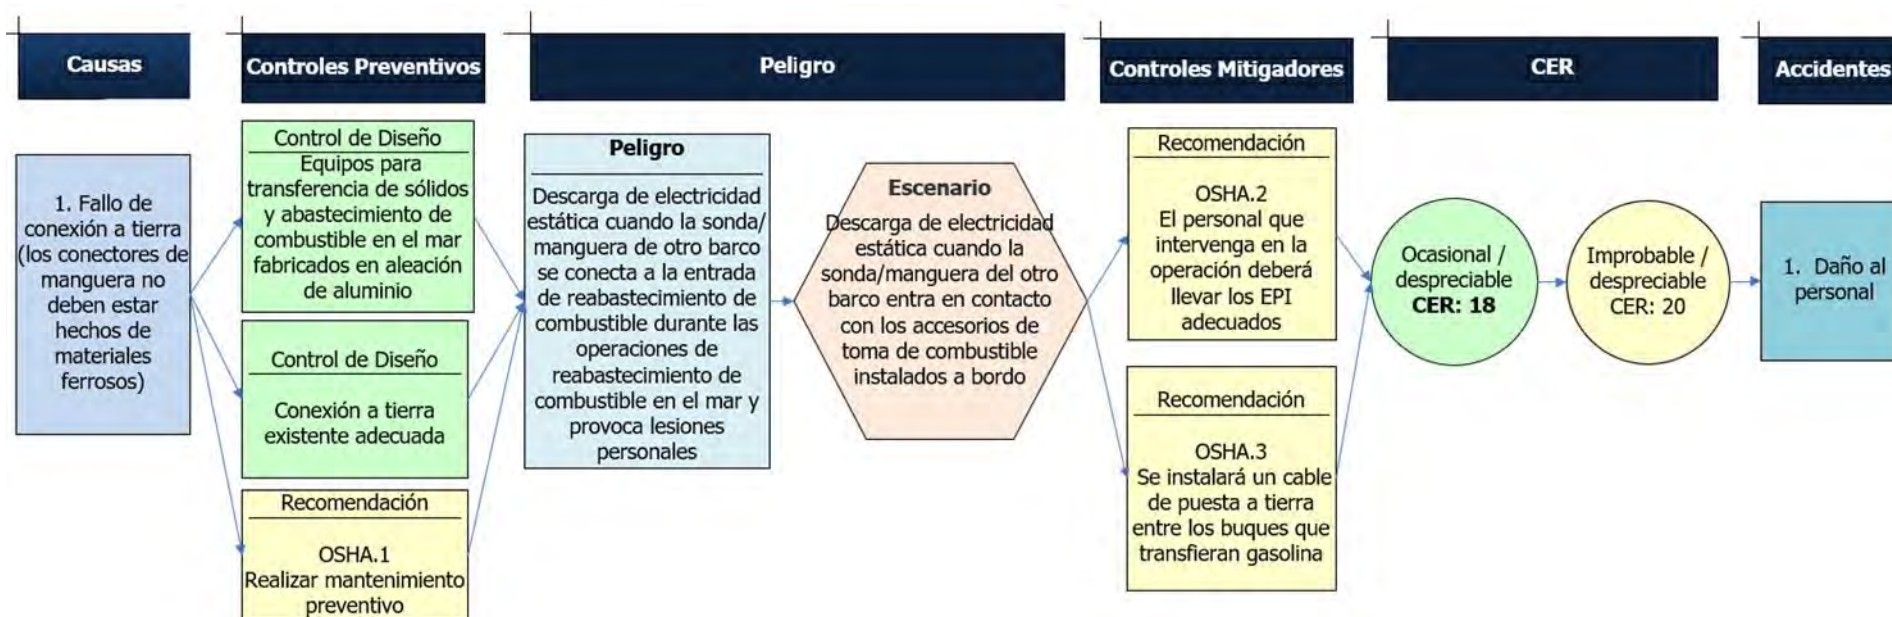 Causas
Controles Preventivos
Peligro
Controles Mitigadores
CER
Accidentes
1. Fallo de
conexión a tierra
(los conectores de
manguera no
deben estar
hechos de
materiales
ferrosos)
Control de Diseño
Equipos para
transferencia de sólidos
y abastecimiento de
combustible en el mar
fabricados en aleación
de aluminio
Control de Diseño
Conexión a tierra
existente adecuada
Recomendación
OSHA.1
Realizar mantenimiento
preventivo
Peligro
Descarga de electricidad
estática cuando la sonda/
manguera de otro barco
se conecta a la entrada
de reabastecimiento de
combustible durante las
operaciones de
reabastecimiento de
combustible en el mar y
provoca lesiones
personales
Escenario
Descarga de electricidad
estática cuando la
sonda/manguera del otro
barco entra en contacto
con los accesorios de
toma de combustible
instalados a bordo
Recomendación
OSHA.2
El personal que
intervenga en la
operación deberá
llevar los EPI
adecuados
Recomendación
OSHA.3
Se instalará un cable
de puesta a tierra
entre los buques que
transfieran gasolina
Ocasional /
despreciable
CER: 18
Improbable /
despreciable
CER: 20
1. Daño al
personal